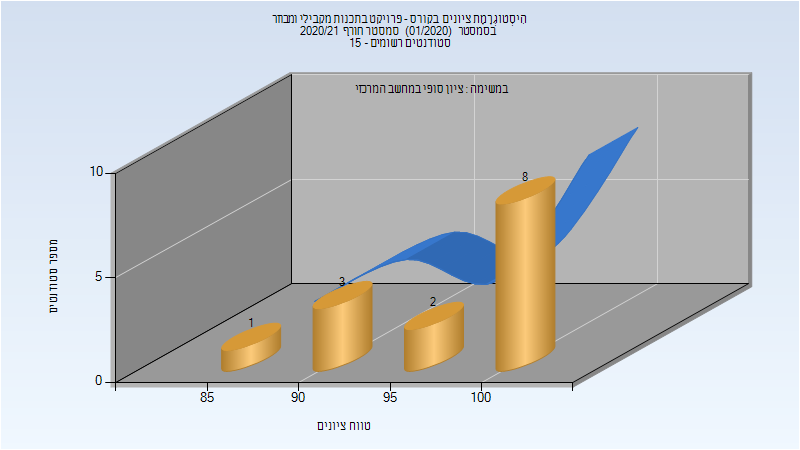 היסטוגרמת ציונים בקורס - פרויקט בתכנות מקבילי ומבוזר
בסמסטר (01/2020) סמסטר חורף 2020/21
סטודנטים רשומים - 15
במשימה : ציון סופי במחשב המרכזי
מספר סטודנטים
10
5
0
1
3
2
8
85
90
95
100
טווח ציונים